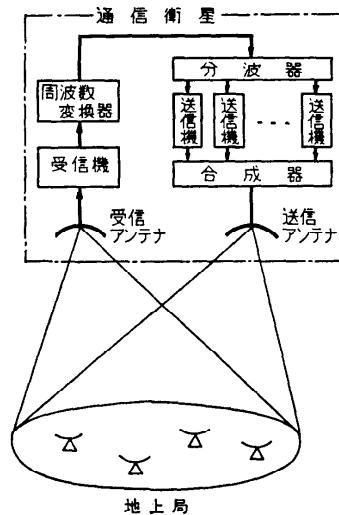 通信衛星
分波器
周波数
変換器
送信機
送信機
送信機
受信機
合成器
受信
アンテナ
送信
アンテナ
地上局